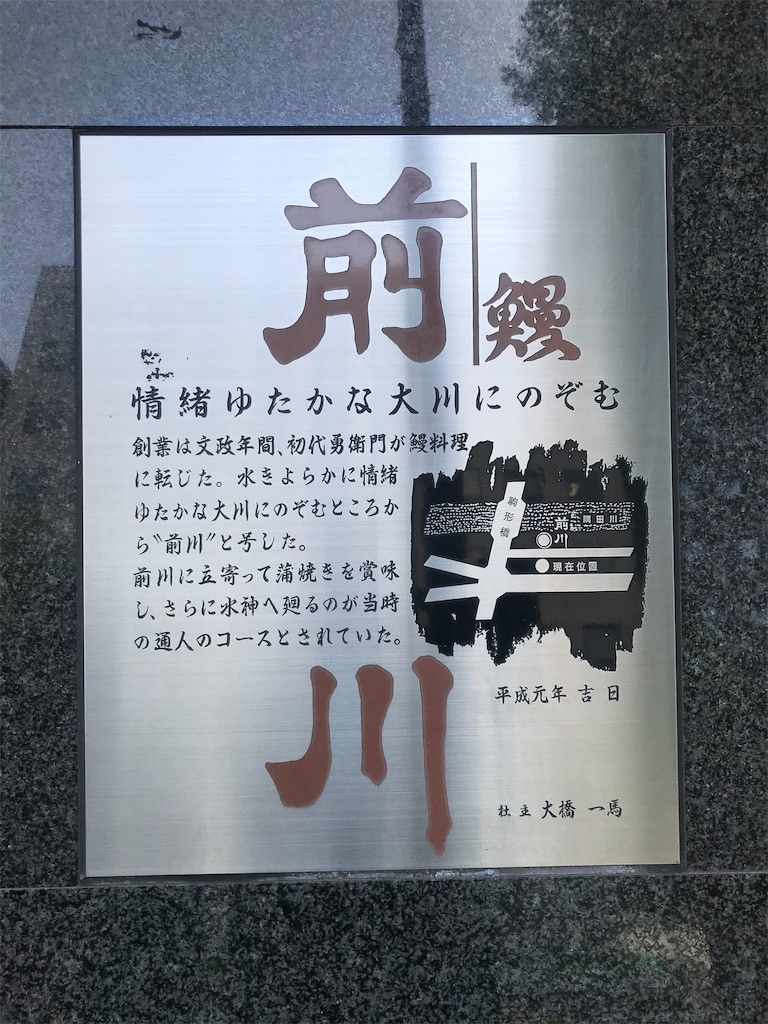 前
鰻
情緒ゆたかな大川にのぞむ
創業は文政年間、初代勇衛門が鰻料理
に転じた。水きよらかに情緒
ゆたかな大川にのぞむところか
ら〝前川〟と号した。
前川に立寄って蒲焼きを賞味
し、さらに水神へ廻るのが当時
の通人のコースとされていた。
駒形橋
隅田川
前川
現在位置
川
平成元年 吉日
大橋 一馬